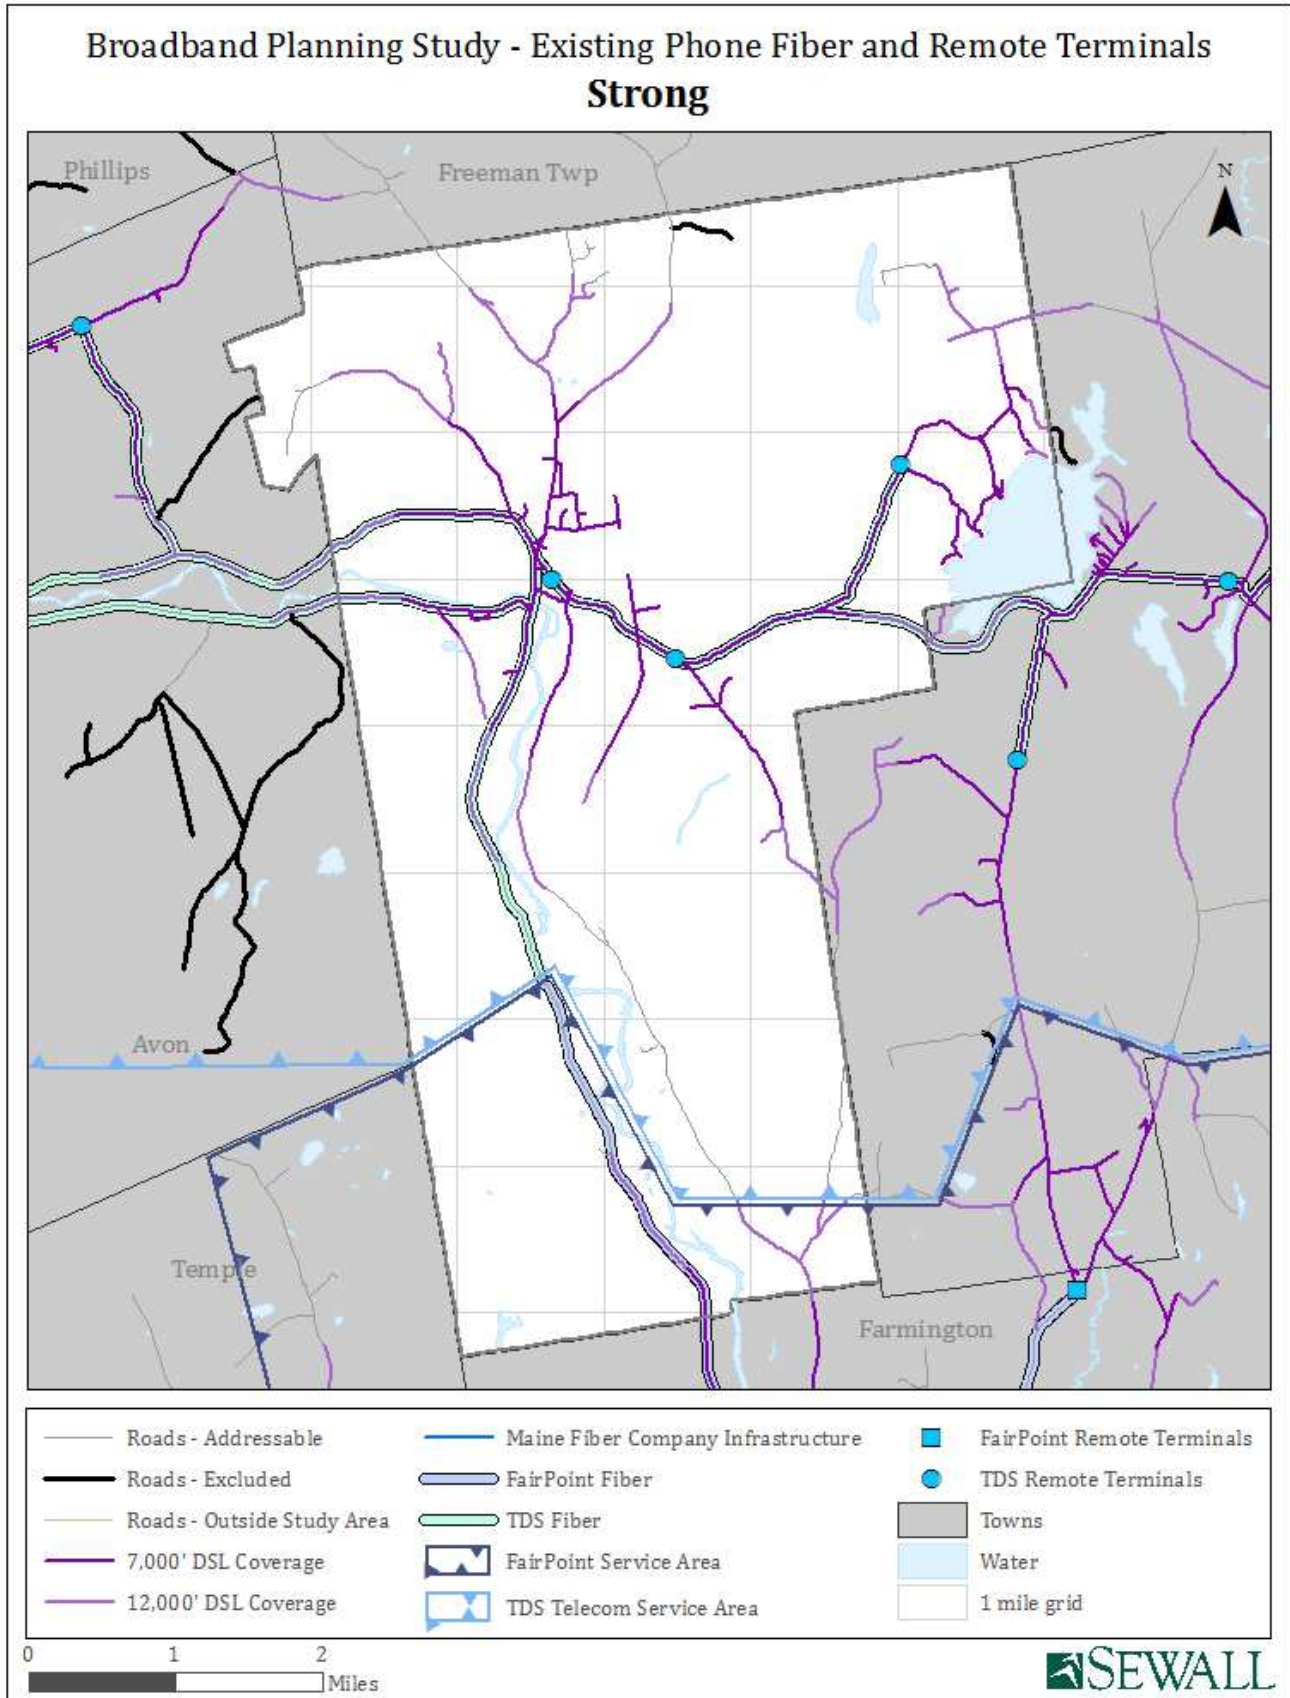 Broadband Planning Study - Existing Phone Fiber and Remote Terminals
Strong
Phillips
Freeman Twp
N
Avon
Temple
Farmington
Roads - Addressable
Roads - Excluded
Roads - Outside Study Area
7,000' DSL Coverage
12,000' DSL Coverage
Maine Fiber Company Infrastructure
FairPoint Fiber
TDS Fiber
FairPoint Service Area
TDS Telecom Service Area
FairPoint Remote Terminals
TDS Remote Terminals
Towns
Water
1 mile grid
0 1 2
Miles
SEWALL